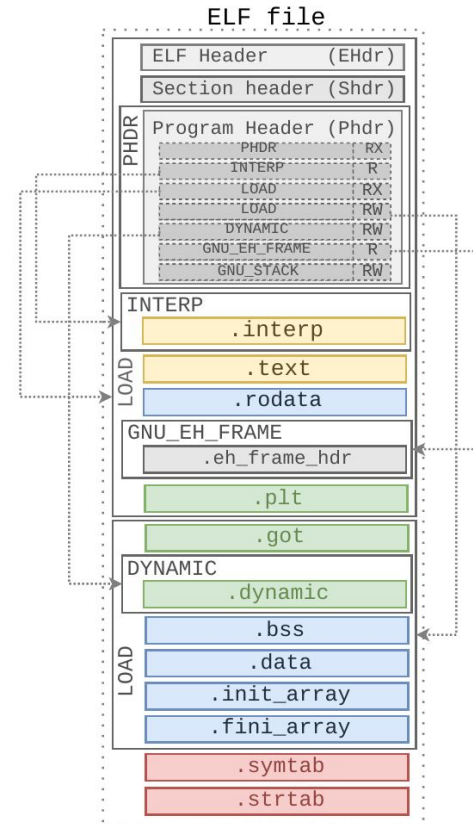 ELF file
ELF Header (EHdr)
Section header (Shdr)
PHDR
Program Header (Phdr)
PHDR RX
INTERP R
LOAD RX
LOAD RW
DYNAMIC RW
GNU_EH_FRAME R
GNU_STACK RW
INTERP
.interp
LOAD
.text
.rodata
GNU_EH_FRAME
.eh_frame_hdr
.plt
.got
DYNAMIC
.dynamic
LOAD
.bss
.data
.init_array
.fini_array
.symtab
.strtab